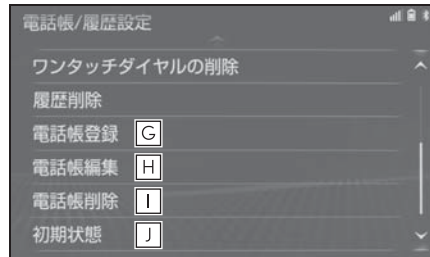 電話帳/履歴設定
ワンタッチダイヤルの削除
履歴削除
電話帳登録 G
電話帳編集 H
電話帳削除 I
初期状態 J